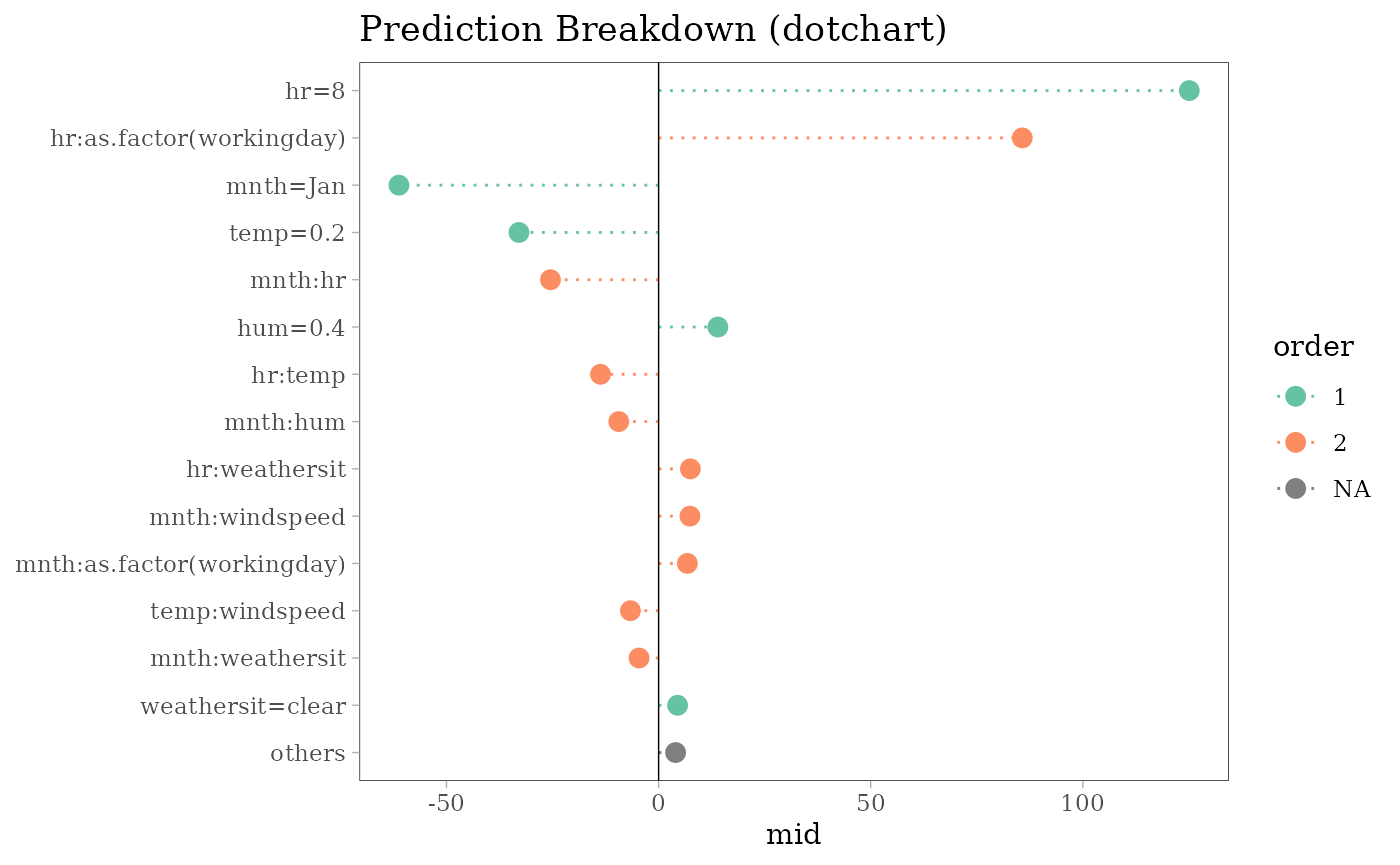 Prediction Breakdown (dotchart)
hr=8
hr:as.factor(workingday)
mnth=Jan
temp=0.2
mnth:hr
hum=0.4
hr:temp
mnth:hum
hr:weathersit
mnth:windspeed
mnth:as.factor(workingday)
temp:windspeed
mnth:weathersit
weathersit=clear
others
-50 0 50 100
mid
order
1
2
NA